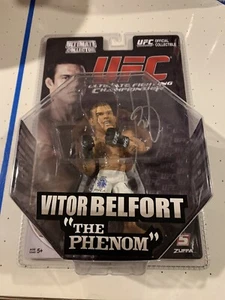 ULTIMATE
COLLECTOR
UFC
OFFICIAL
COLLECTIBLE
UFC
ULTIMATE FIGHTING
CHAMPIONSHIP
VITOR BELFORT
"THE PHENOM"
5+
ZUFFA